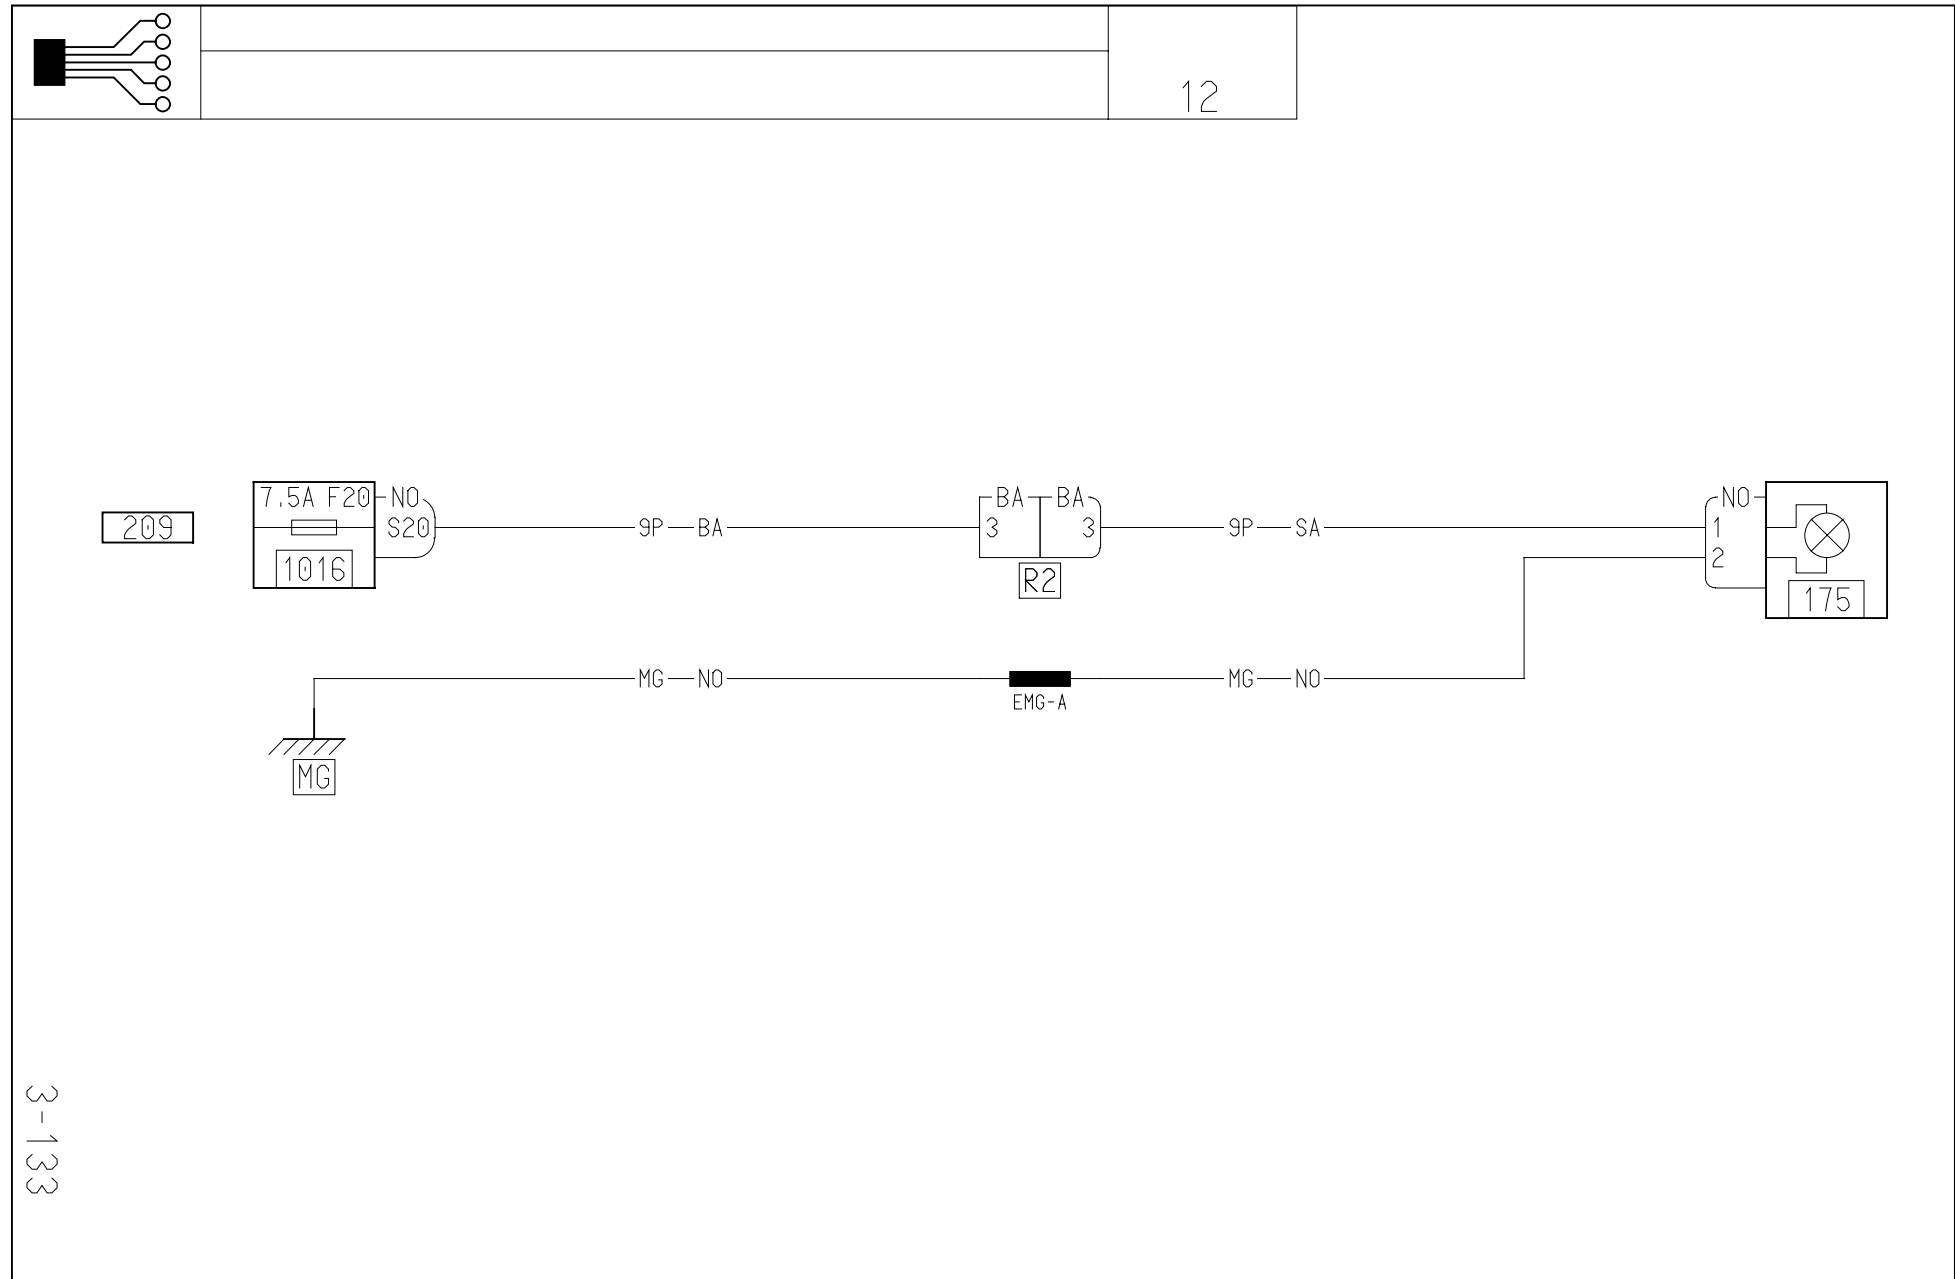 12
7.5A F20 NO
BA BA
NO
209
S20
9P BA
3 3
9P SA
1
2
1016
R2
175
MG NO
MG NO
EMG-A
MG
3-133